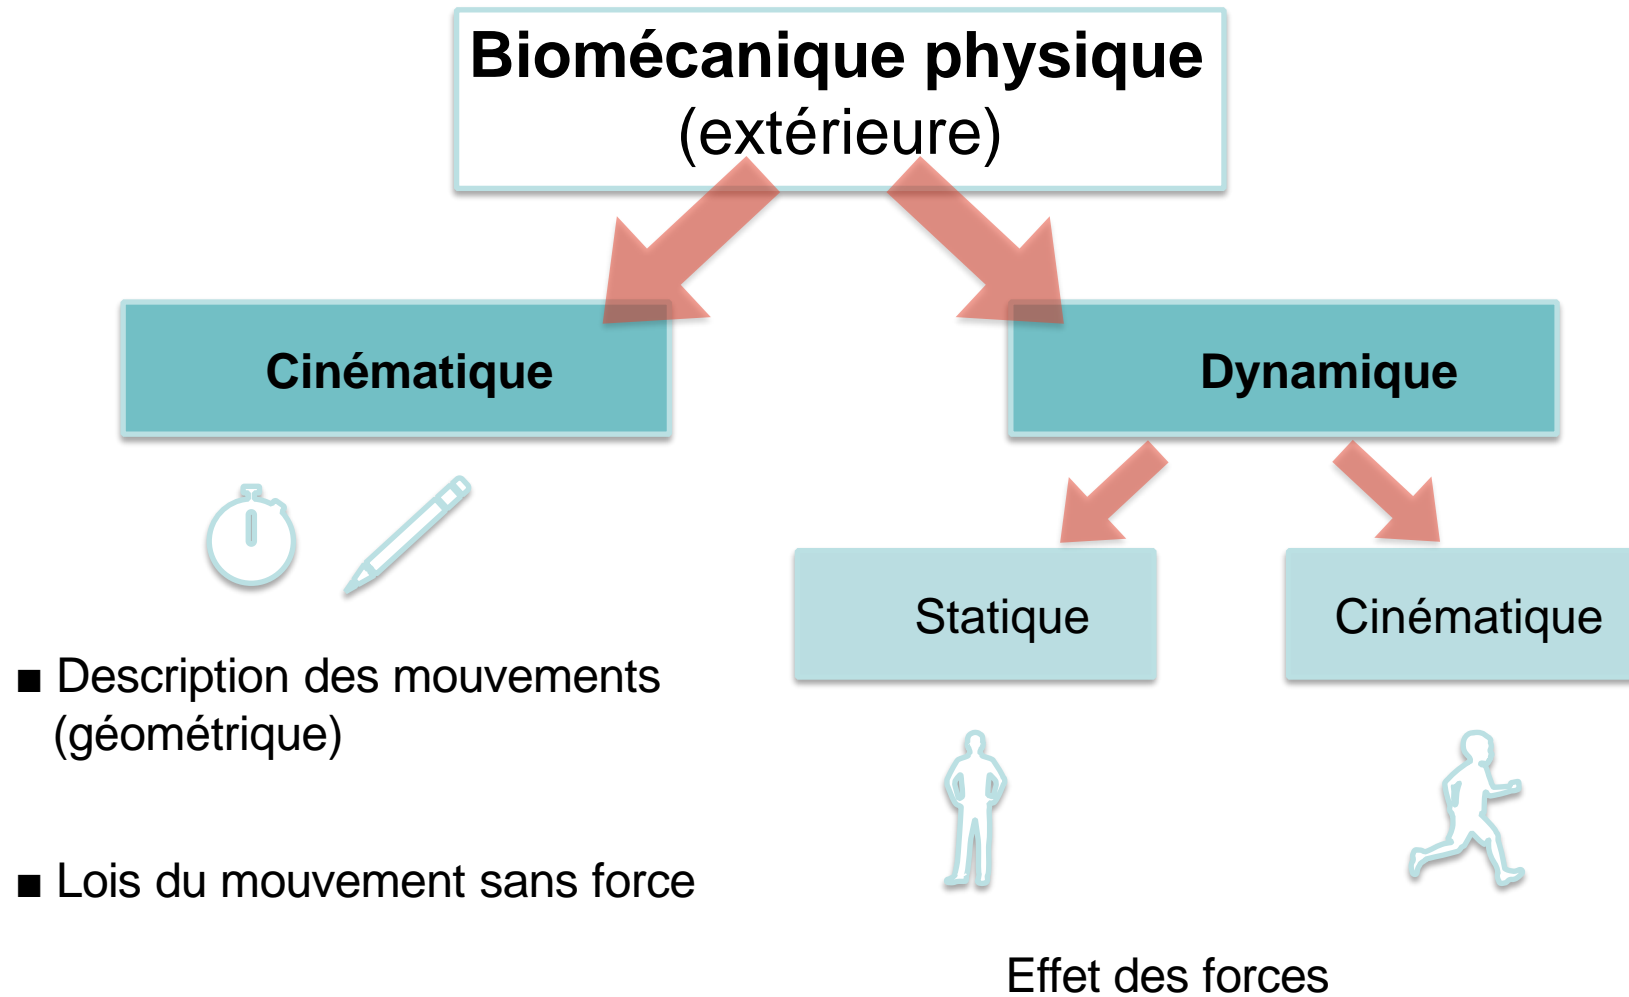 Biomécanique physique
(extérieure)
Cinématique
Dynamique
Statique
Cinématique
■ Description des mouvements
(géométrique)
■ Lois du mouvement sans force
Effet des forces